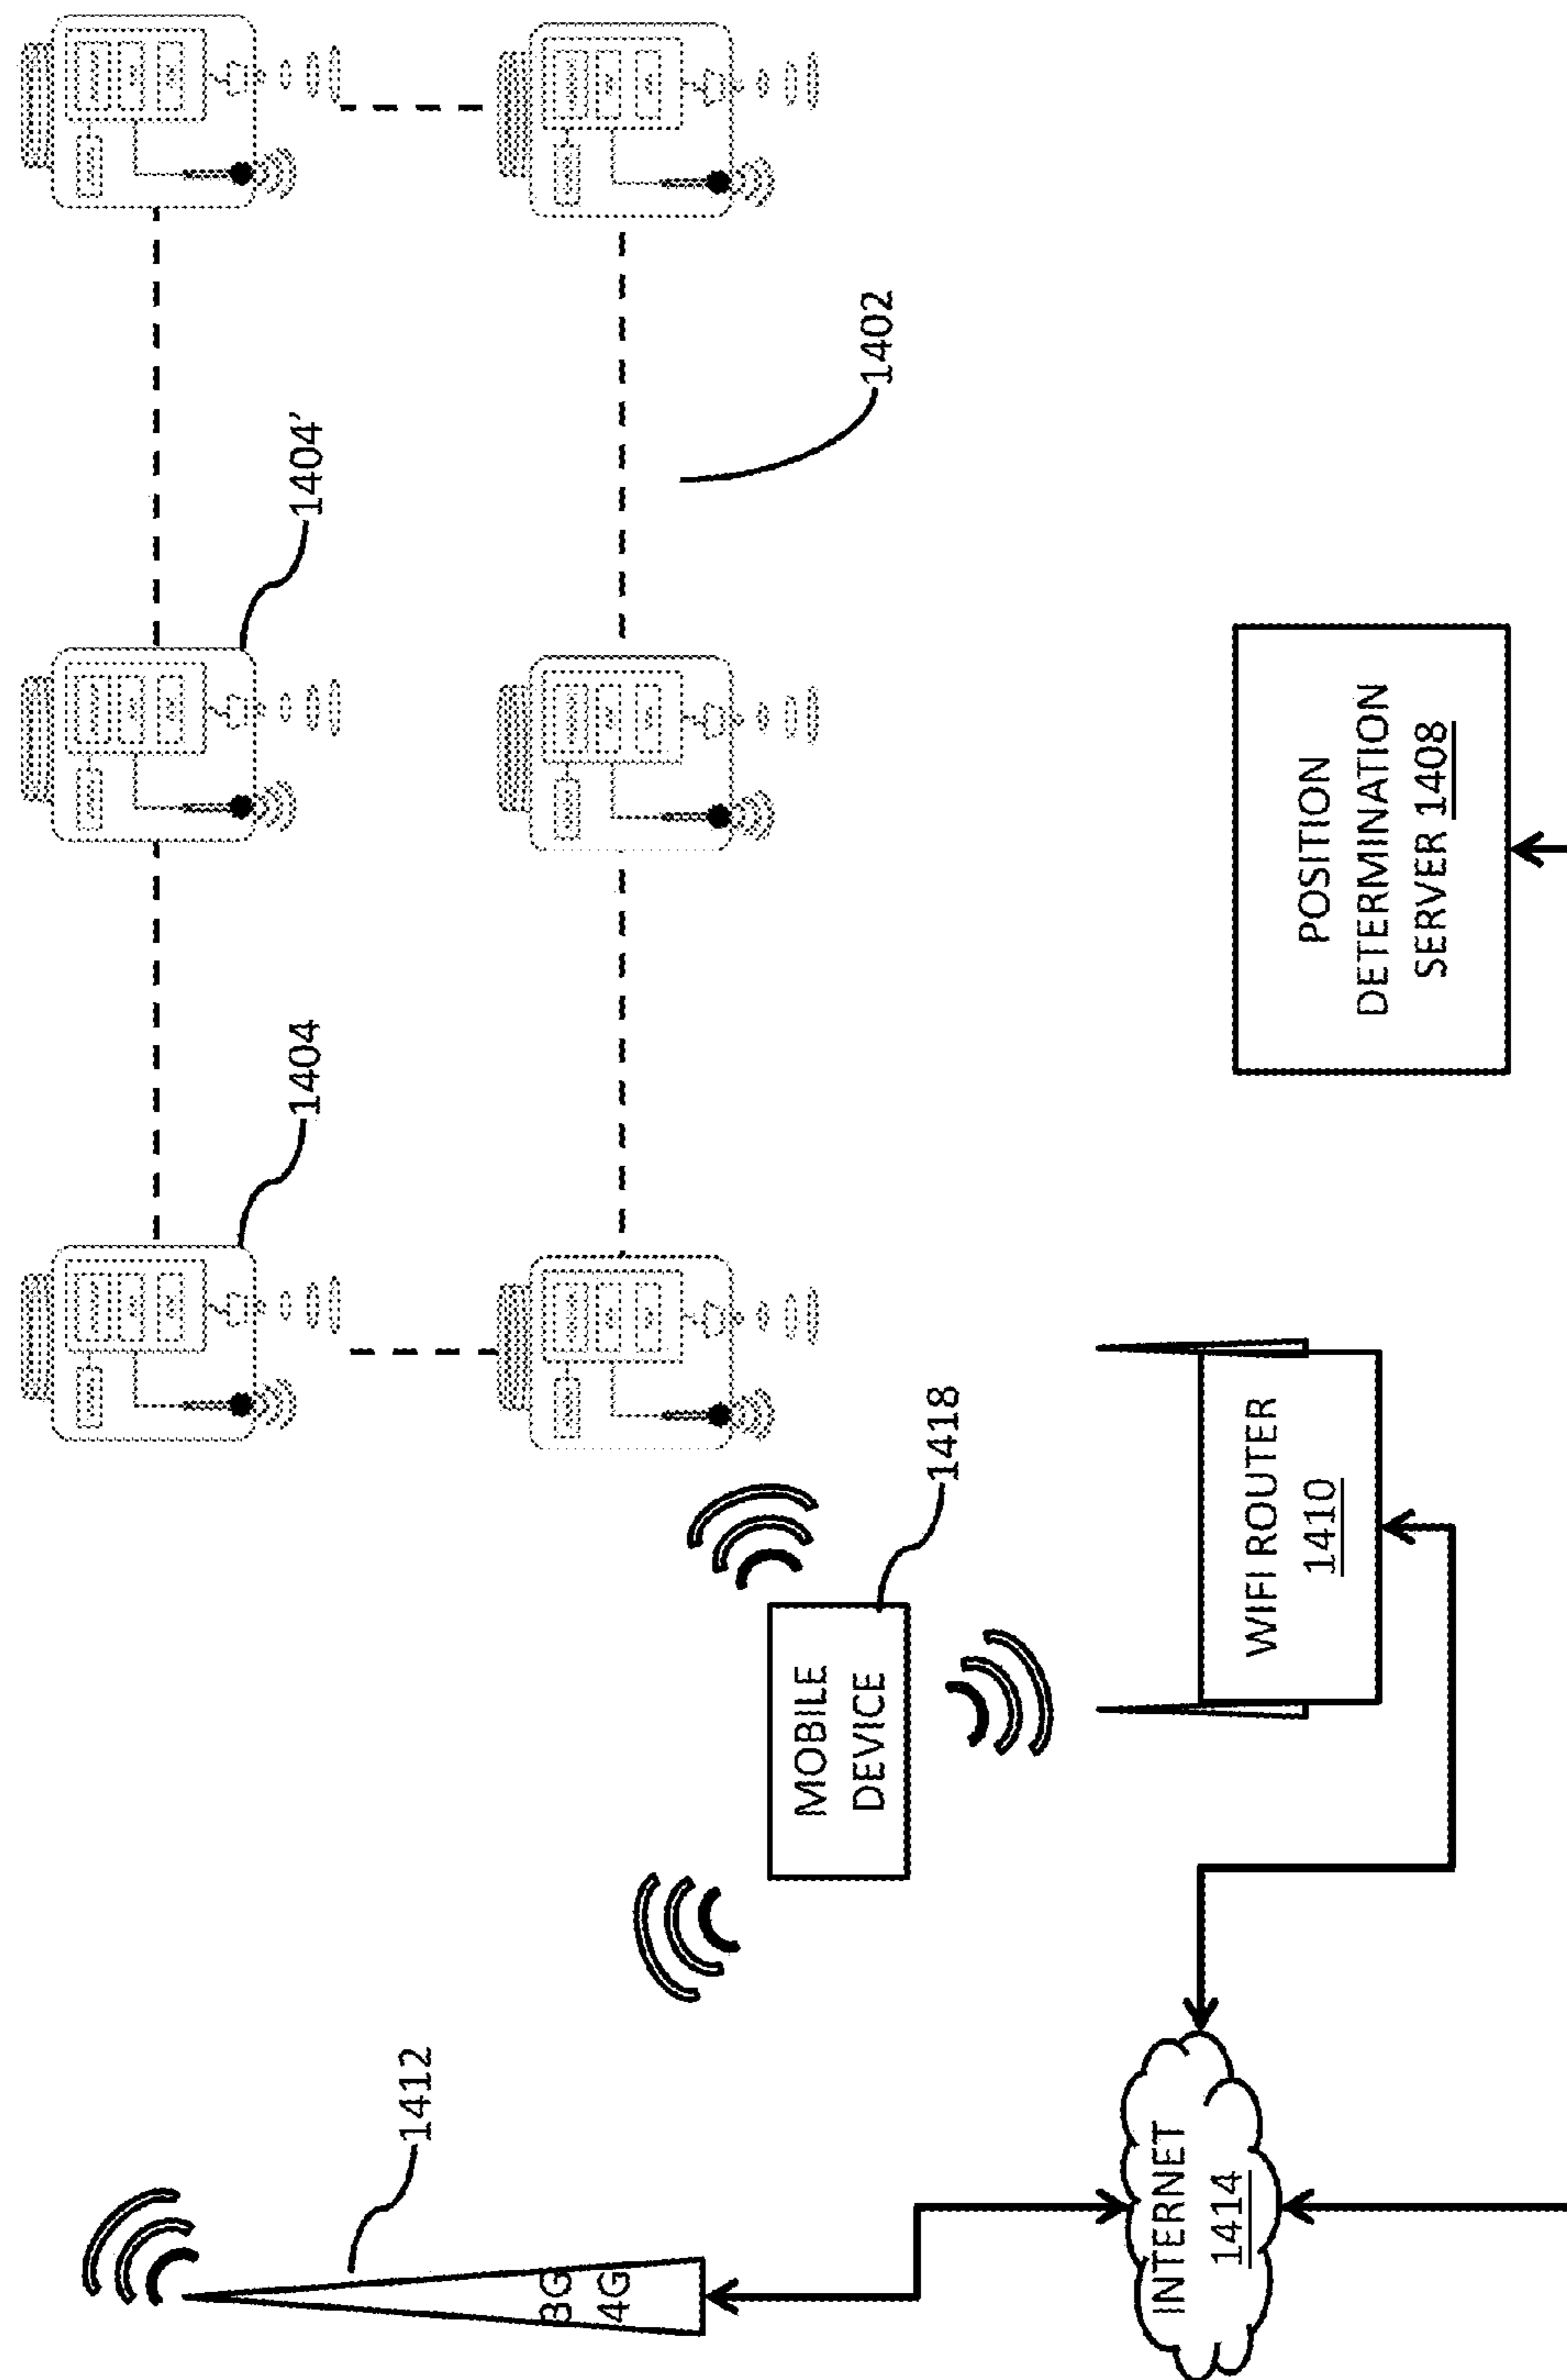 1404
1404’
1402
1412
3G
4G
MOBILE
DEVICE
1418
INTERNET
1414
WIFI ROUTER
1410
POSITION
DETERMINATION
SERVER 1408